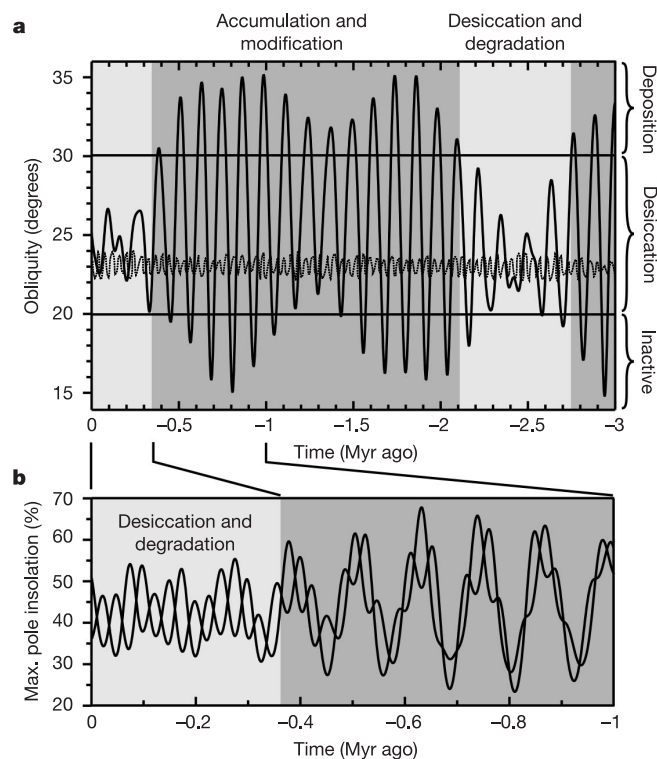 a
Accumulation and
modification
Desiccation and
degradation
Obliquity (degrees)
35
30
25
20
15
Deposition
Desiccation
Inactive
0
−0.5
−1
−1.5
−2
−2.5
−3
Time (Myr ago)
b
Max. pole insolation (%)
70
60
50
40
30
20
Desiccation and
degradation
0
−0.2
−0.4
−0.6
−0.8
−1
Time (Myr ago)